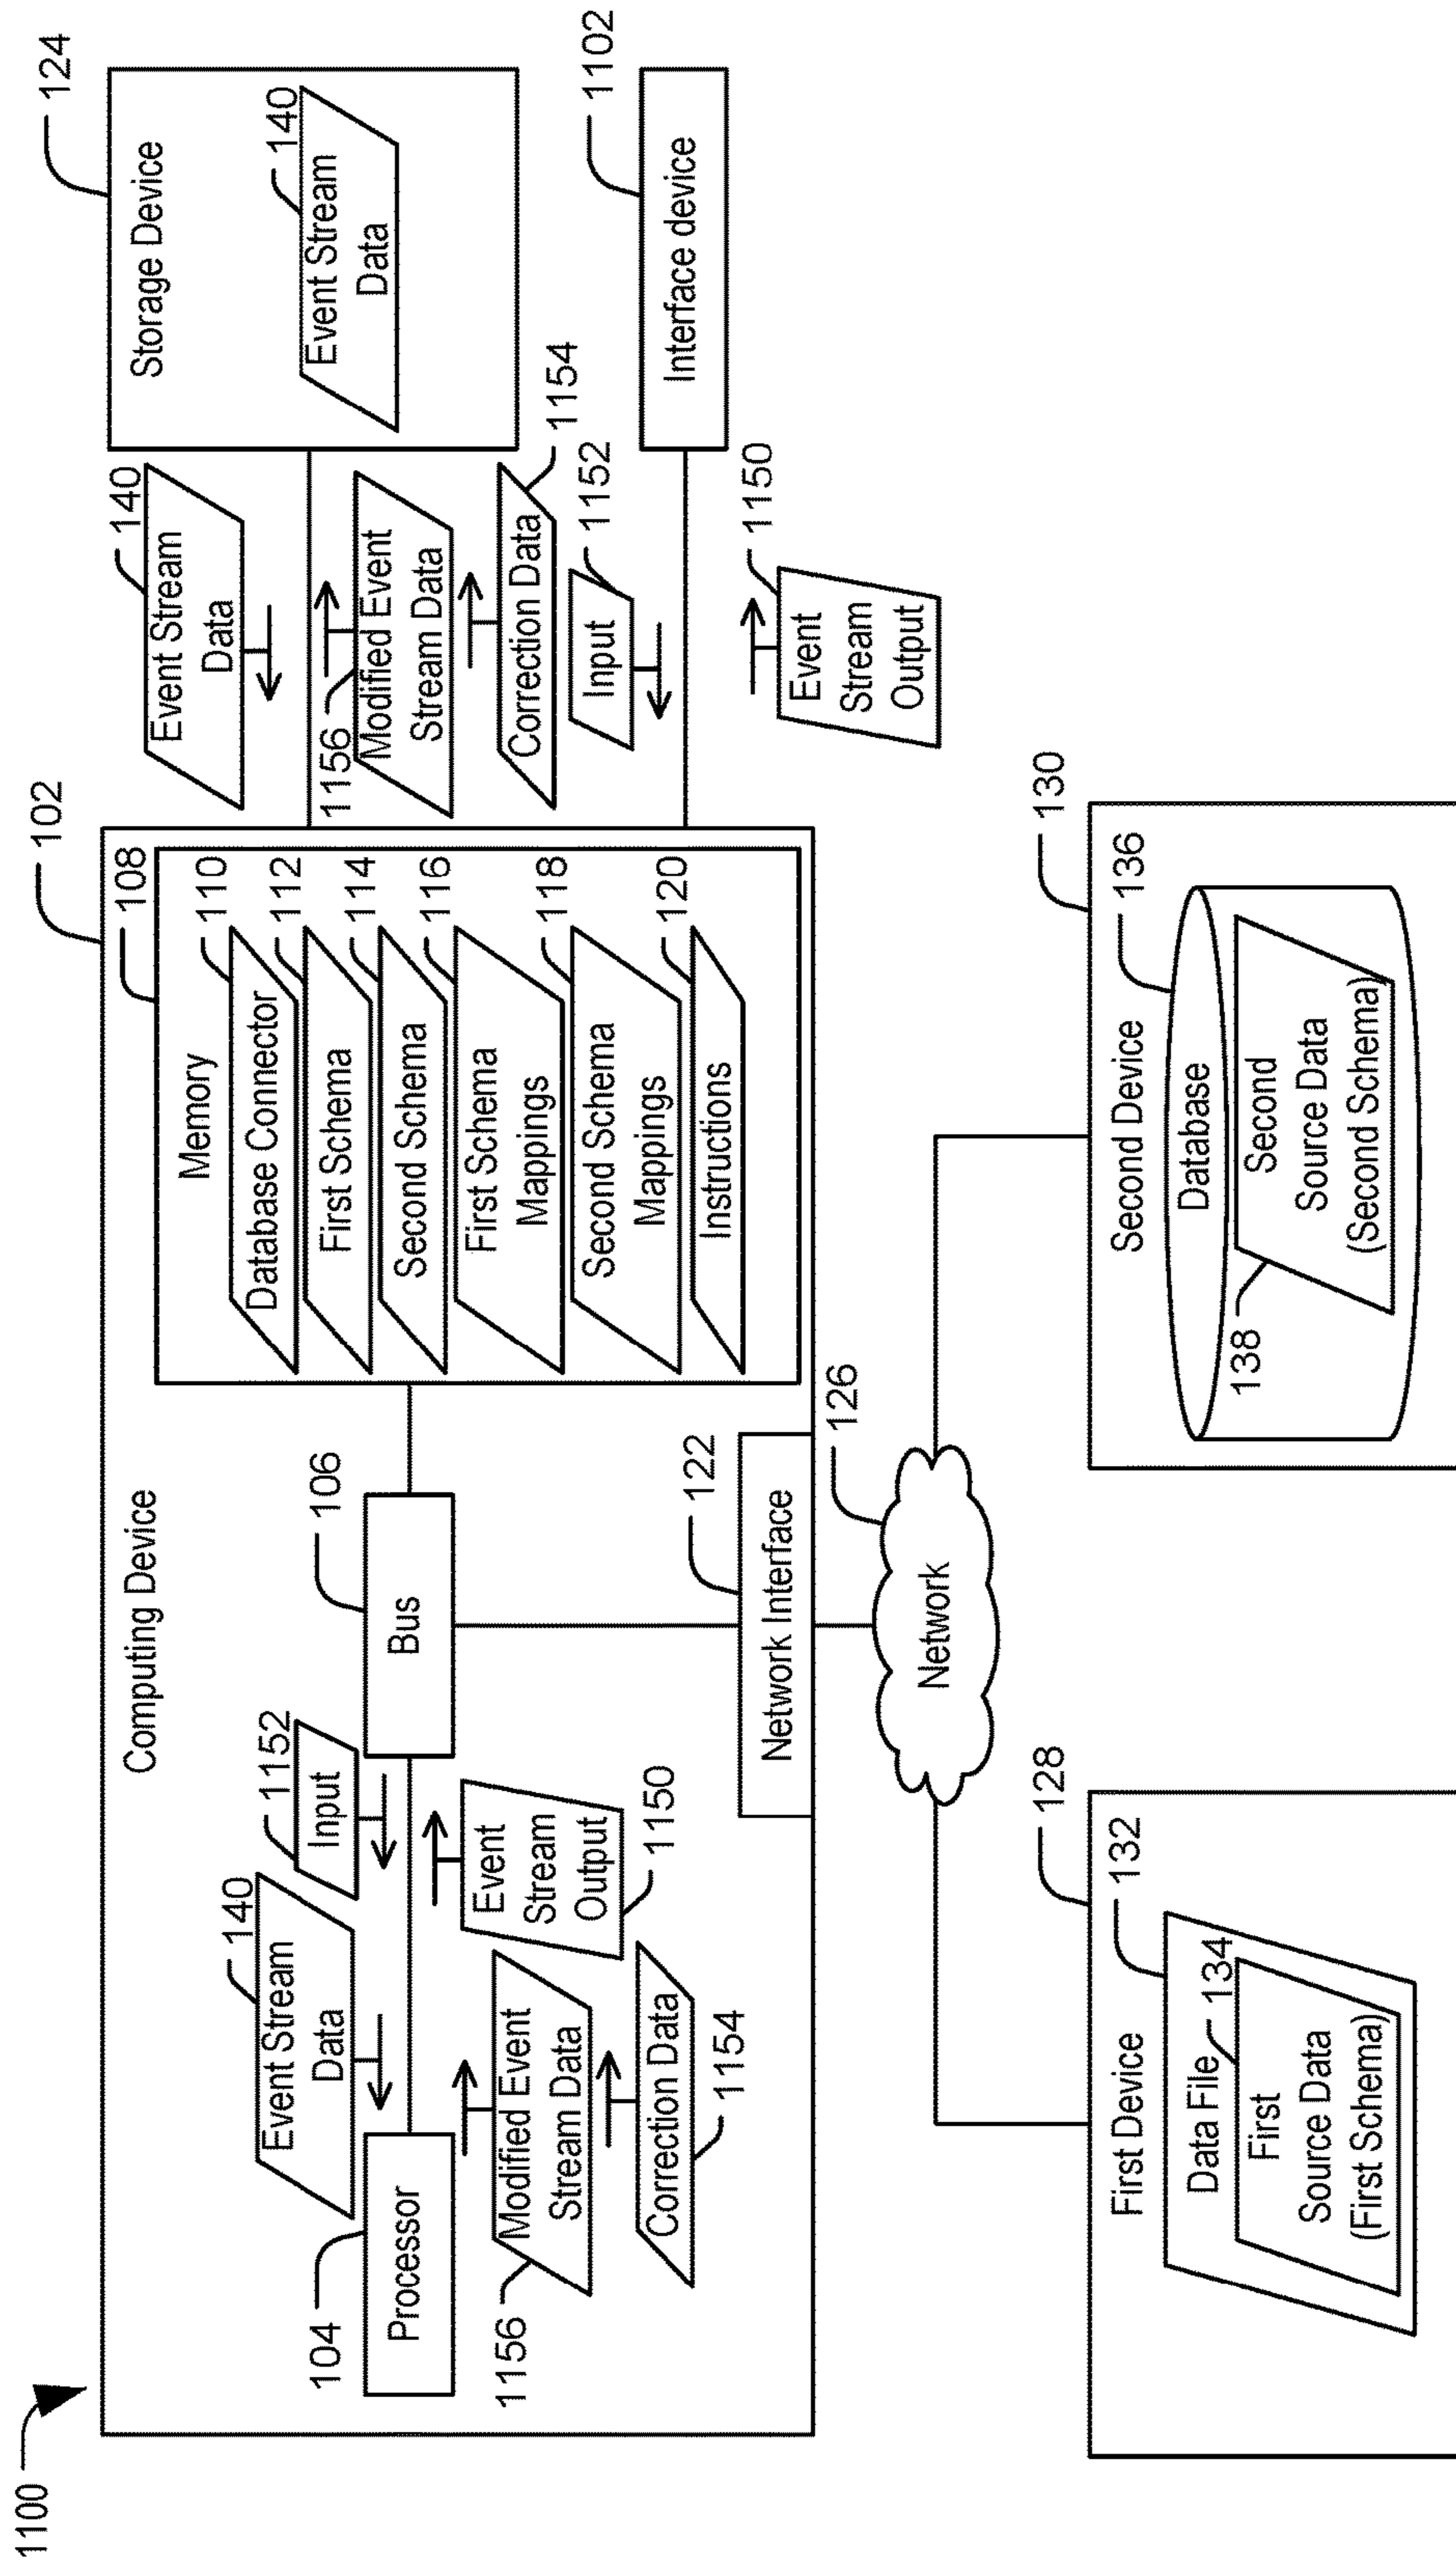 1100
Computing Device
102
104
Processor
Event Stream
Data
140
Input
1152
Modified Event
Stream Data
1156
Correction Data
1154
Event
Stream
Output
1150
Bus
106
Network Interface
122
Memory
108
Database Connector
110
First Schema
112
Second Schema
114
First Schema
Mappings
116
Second Schema
Mappings
118
Instructions
120
Event Stream
Data
140
1156
Modified Event
Stream Data
Correction Data
1154
Input
1152
Event
Stream
Output
1150
Storage Device
124
Event Stream
Data
140
Interface device
1102
Network
126
First Device
128
Data File
132
134
First
Source Data
(First Schema)
Second Device
130
Database
136
138
Second
Source Data
(Second Schema)